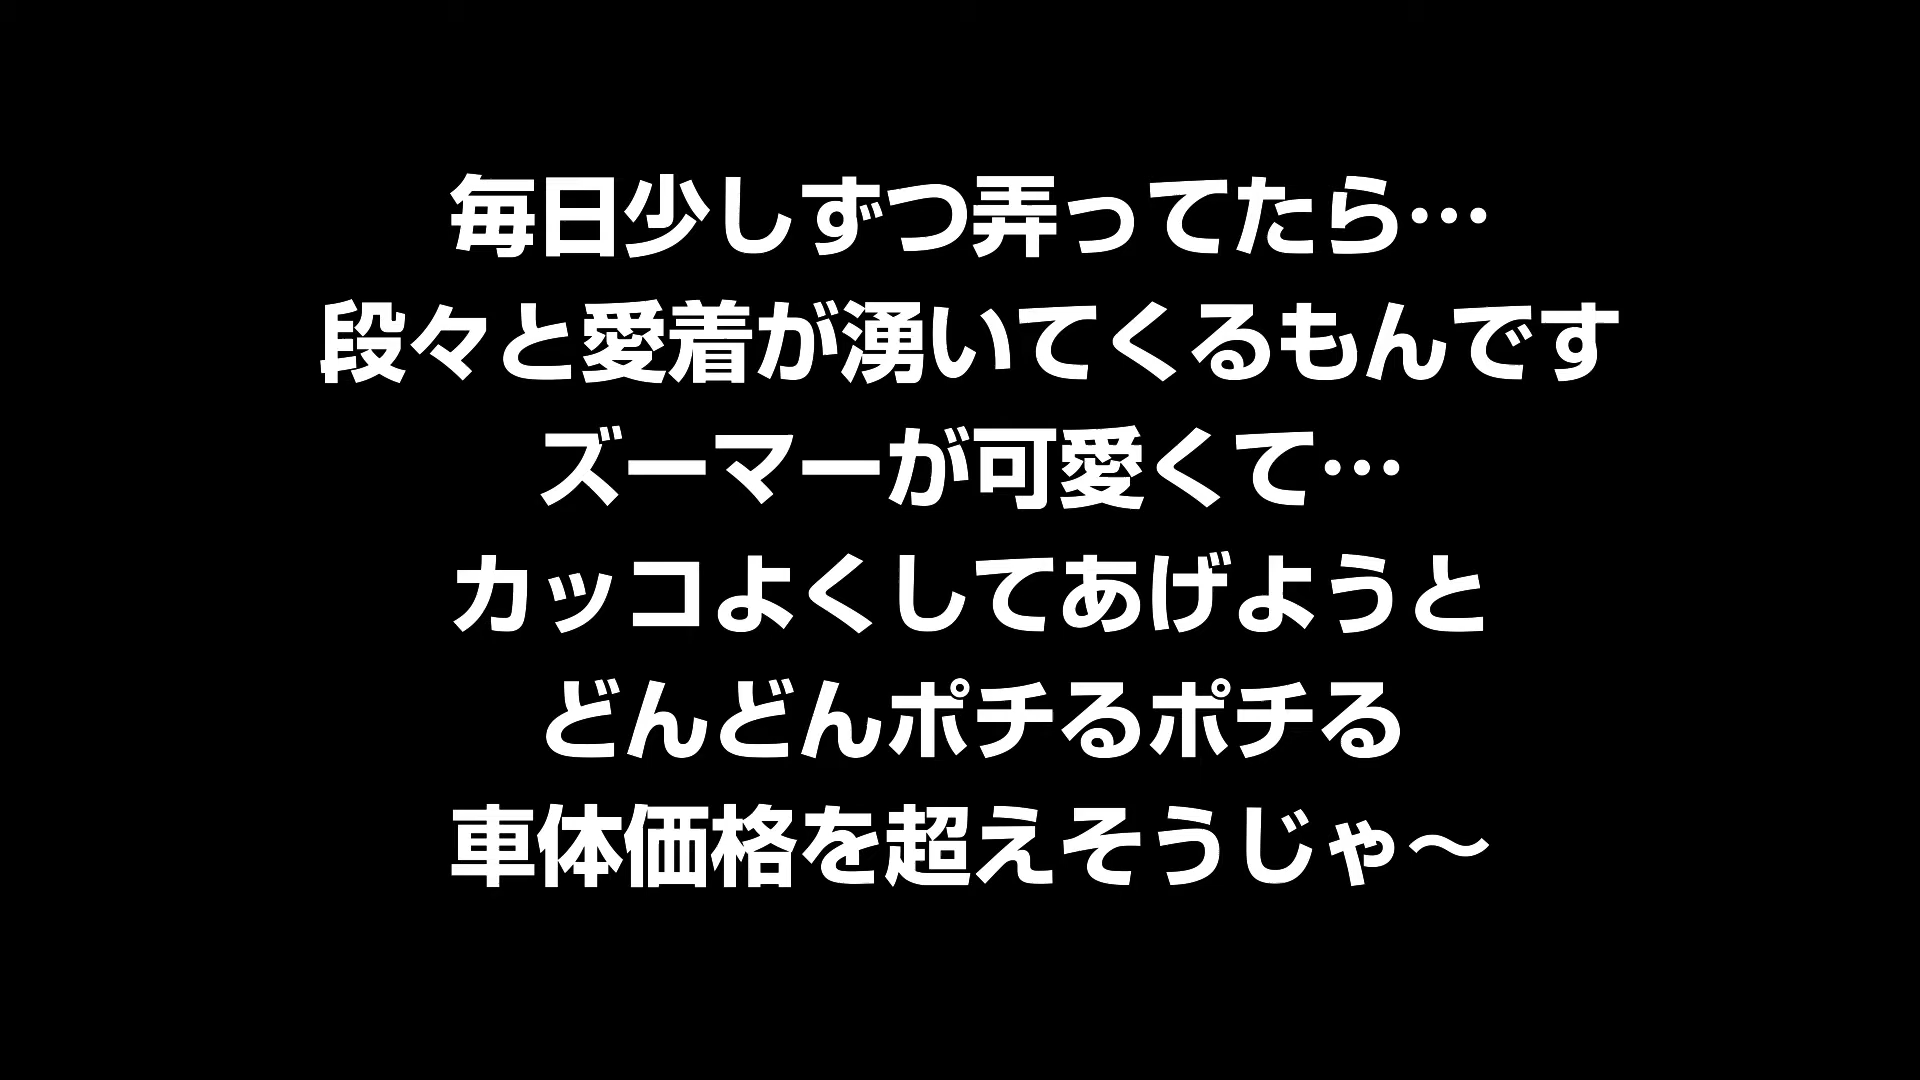 毎日少しずつ弄ってたら…
段々と愛着が湧いてくるもんです
ズーマーが可愛くて…
カッコよくしてあげようと
どんどんポチるポチる
車体価格を超えそうじゃ～